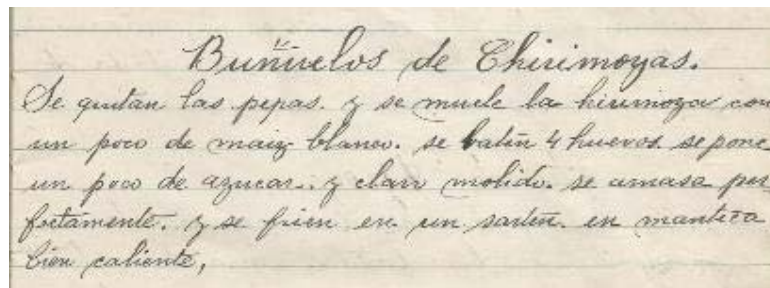 Buñuelos de Chirimoyas.
Se quitan las pepas. y se muele la hirimoya con
un poco de maiz blanco. se baten 4 huevos. se pone
un poco de azucar. y clavo molido. se amasa per
fectamente. y se frien en un sarten. en manteca
bien caliente,